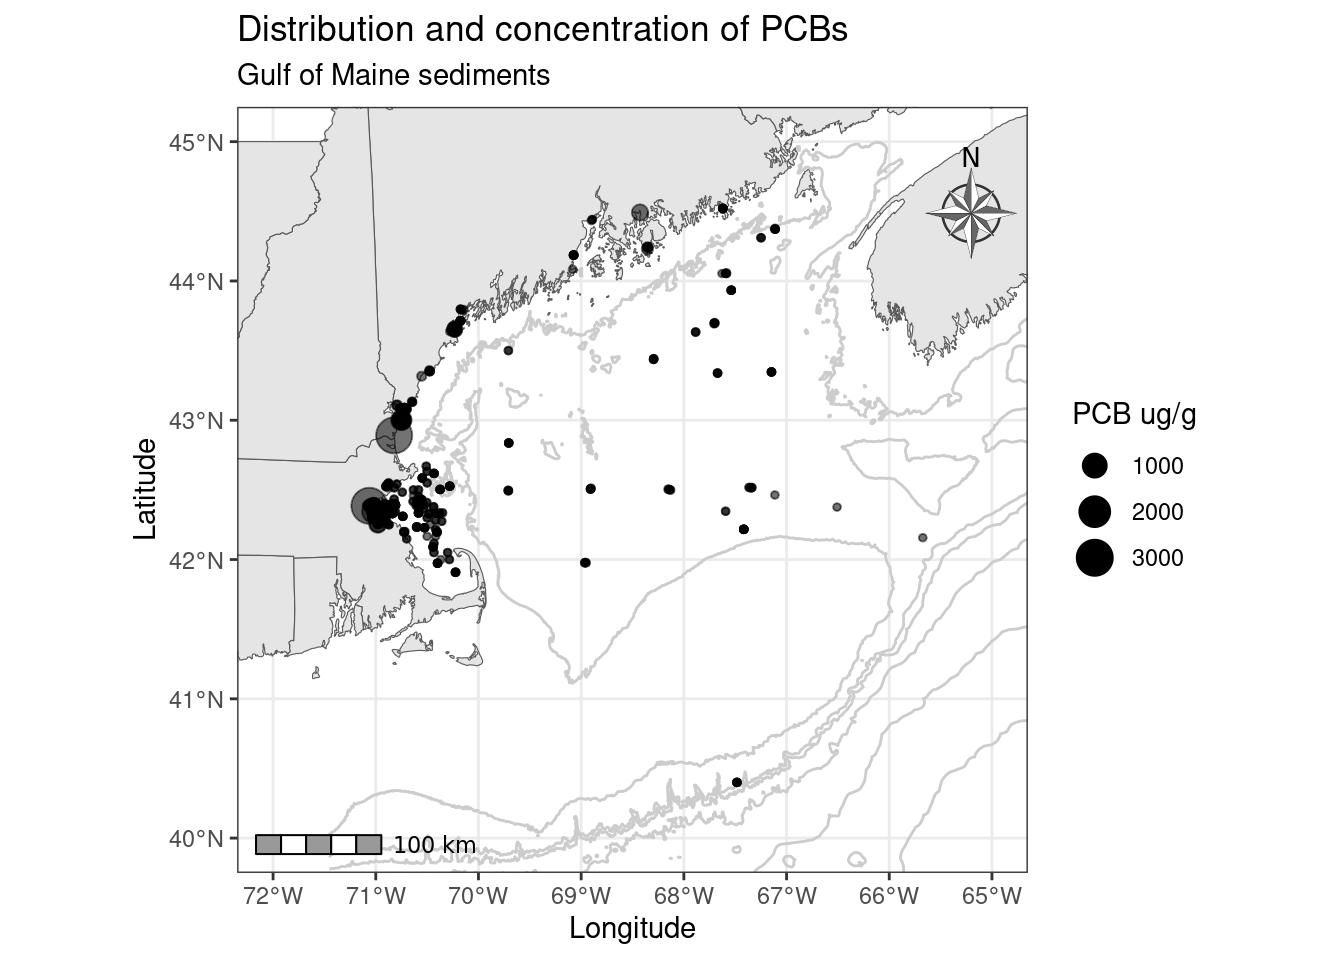 Distribution and concentration of PCBs
Gulf of Maine sediments
45°N
44°N
43°N
42°N
41°N
40°N
Latitude
N
100 km
72°W 71°W 70°W 69°W 68°W 67°W 66°W 65°W
Longitude
PCB ug/g
1000
2000
3000